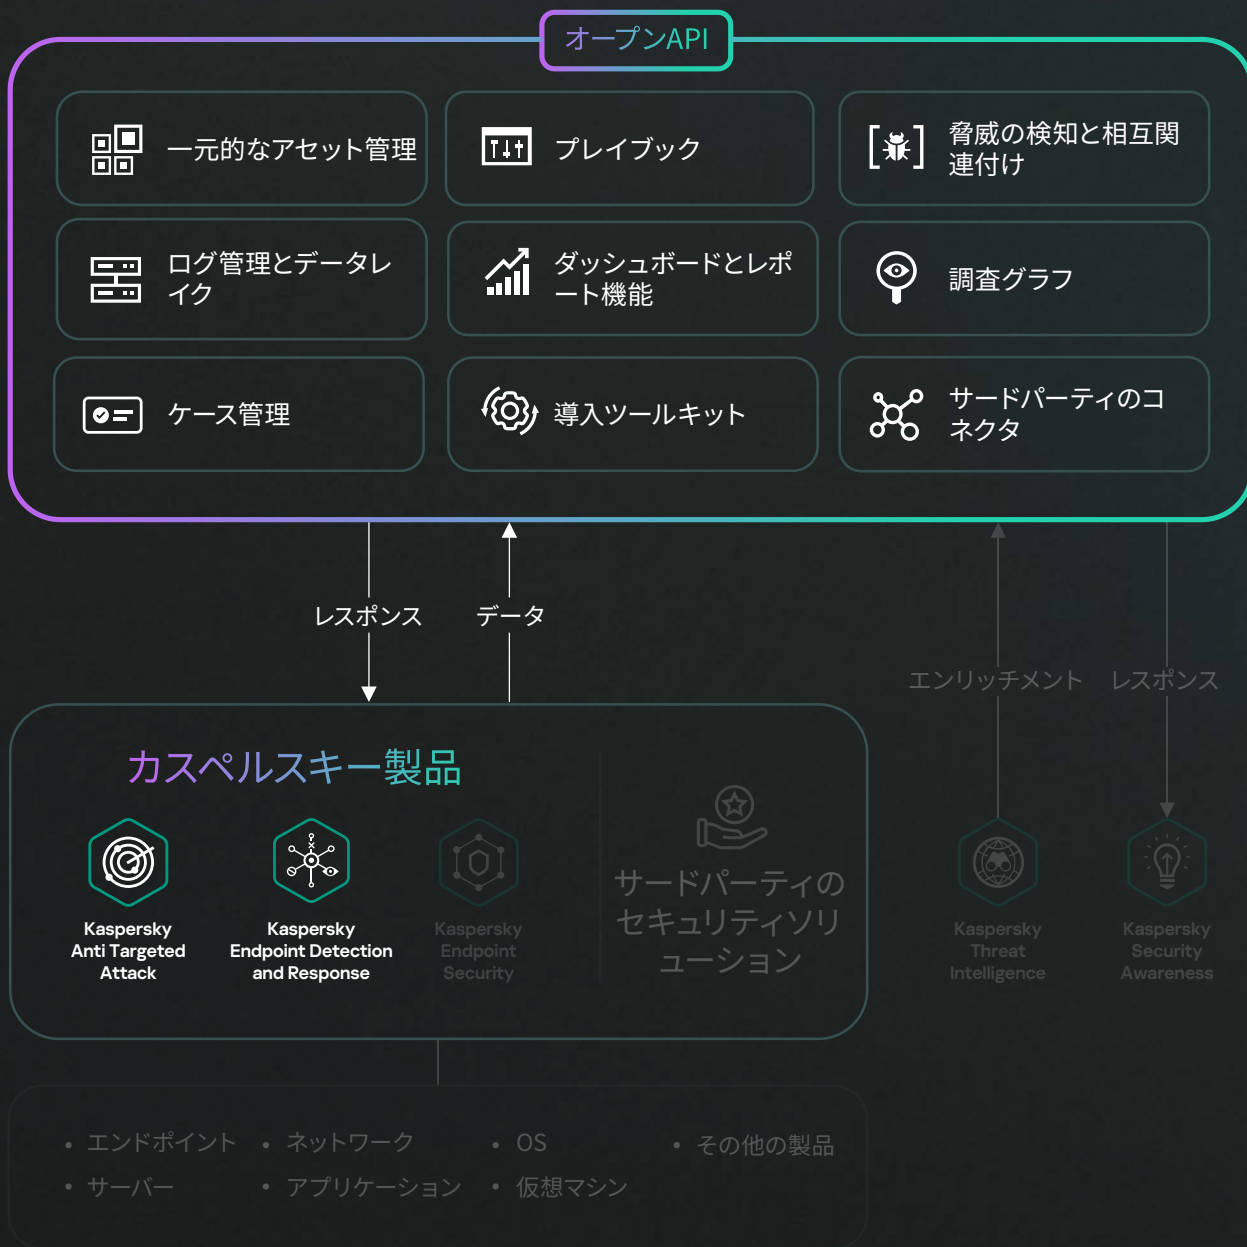 オープンAPI
一元的なアセット管理
プレイブック
脅威の検知と相互関
連付け
ログ管理とデータレ
イク
ダッシュボードとレポ
ート機能
調査グラフ
ケース管理
導入ツールキット
サードパーティのコ
ネクタ
レスポンス
データ
エンリッチメント
レスポンス
カスペルスキー製品
Kaspersky
Anti Targeted
Attack
Kaspersky
Endpoint Detection
and Response
Kaspersky
Endpoint
Security
サードパーティの
セキュリティソリ
ューション
Kaspersky
Threat
Intelligence
Kaspersky
Security
Awareness
• エンドポイント
• ネットワーク
• OS
• その他の製品
• サーバー
• アプリケーション
• 仮想マシン